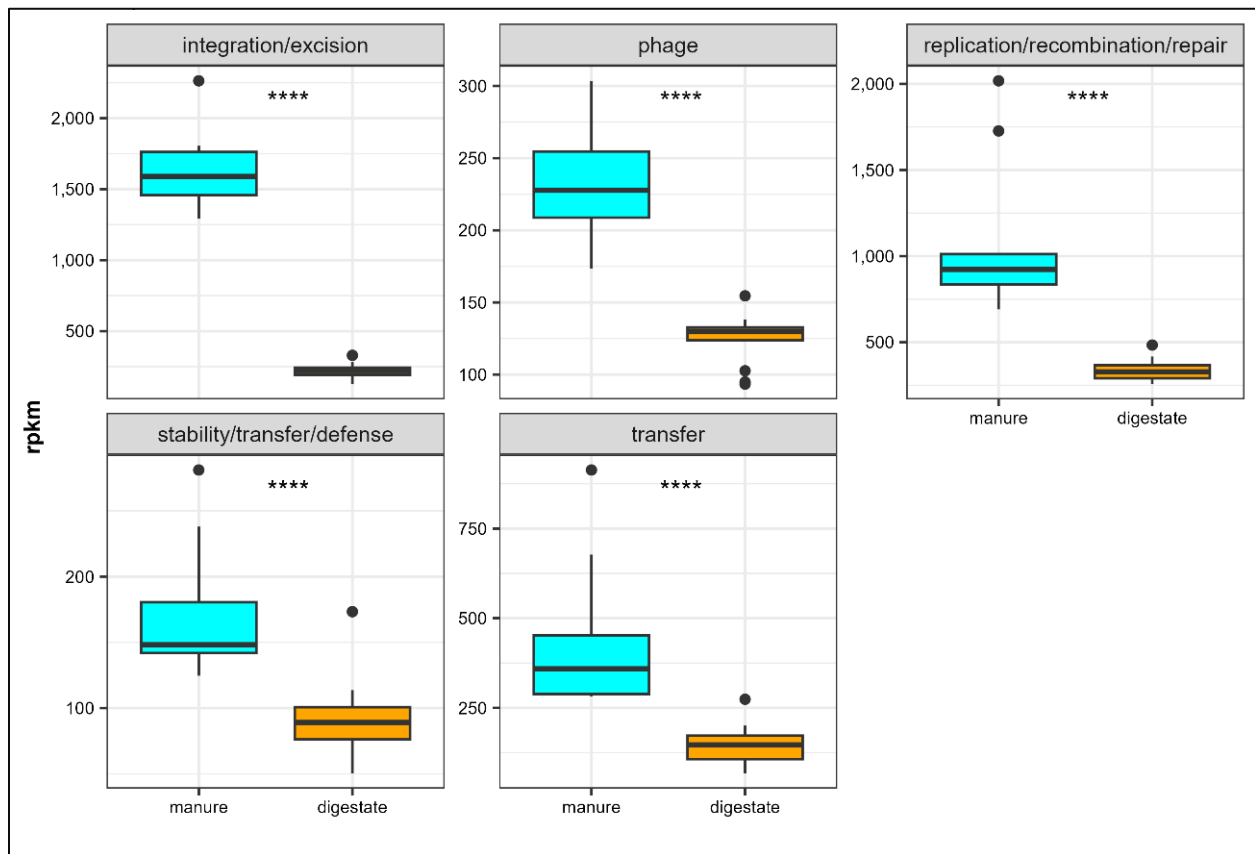 integration/excision
phage
replication/recombination/repair
****
****
****
2,000
1,500
1,000
500
300
250
200
150
100
2,000
1,500
1,000
500
manure
digestate
rpkm
stability/transfer/defense
transfer
****
****
200
100
750
500
250
manure
digestate
manure
digestate